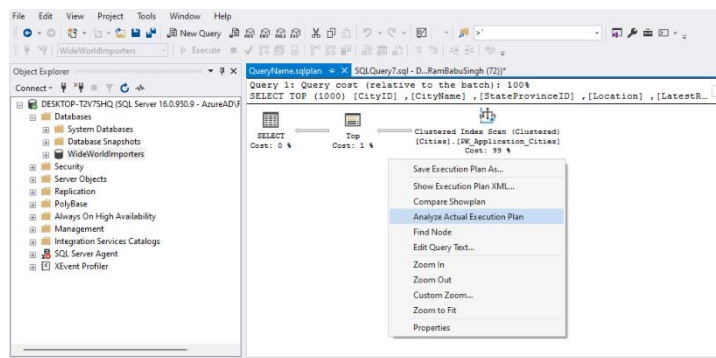 File Edit View Project Tools Window Help
New Query
WideWorldImporters Execute
Object Explorer
Connect
DESKTOP-T2V7SHQ (SQL Server 16.0.950.9 - AzureAD\F
Databases
System Databases
Database Snapshots
WideWorldImporters
Security
Server Objects
Replication
PolyBase
Always On High Availability
Management
Integration Services Catalogs
SQL Server Agent
XEvent Profiler
QueryName.sqlplan SQLQuery7.sql - D...RamBabuSingh (72))*
Query 1: Query cost (relative to the batch): 100%
SELECT TOP (1000) [CityID] ,[CityName] ,[StateProvinceID] ,[Location] ,[LatestR...
SELECT
Cost: 0 %
Top
Cost: 1 %
Clustered Index Scan (Clustered)
[Cities].[PK_Application_Cities]
Cost: 99 %
Save Execution Plan As...
Show Execution Plan XML...
Compare Showplan
Analyze Actual Execution Plan
Find Node
Edit Query Text...
Zoom In
Zoom Out
Custom Zoom...
Zoom to Fit
Properties